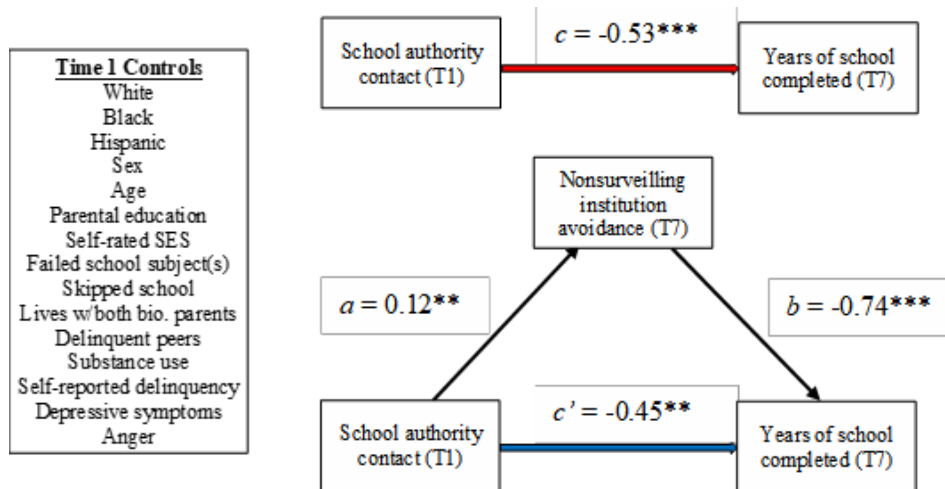 Time 1 Controls
White
Black
Hispanic
Sex
Age
Parental education
Self-rated SES
Failed school subject(s)
Skipped school
Lives w/both bio. parents
Delinquent peers
Substance use
Self-reported delinquency
Depressive symptoms
Anger
School authority
contact (T1)
c = -0.53***
Years of school
completed (T7)
Nonsurveilling
institution
avoidance (T7)
a = 0.12**
b = -0.74***
School authority
contact (T1)
c’ = -0.45**
Years of school
completed (T7)